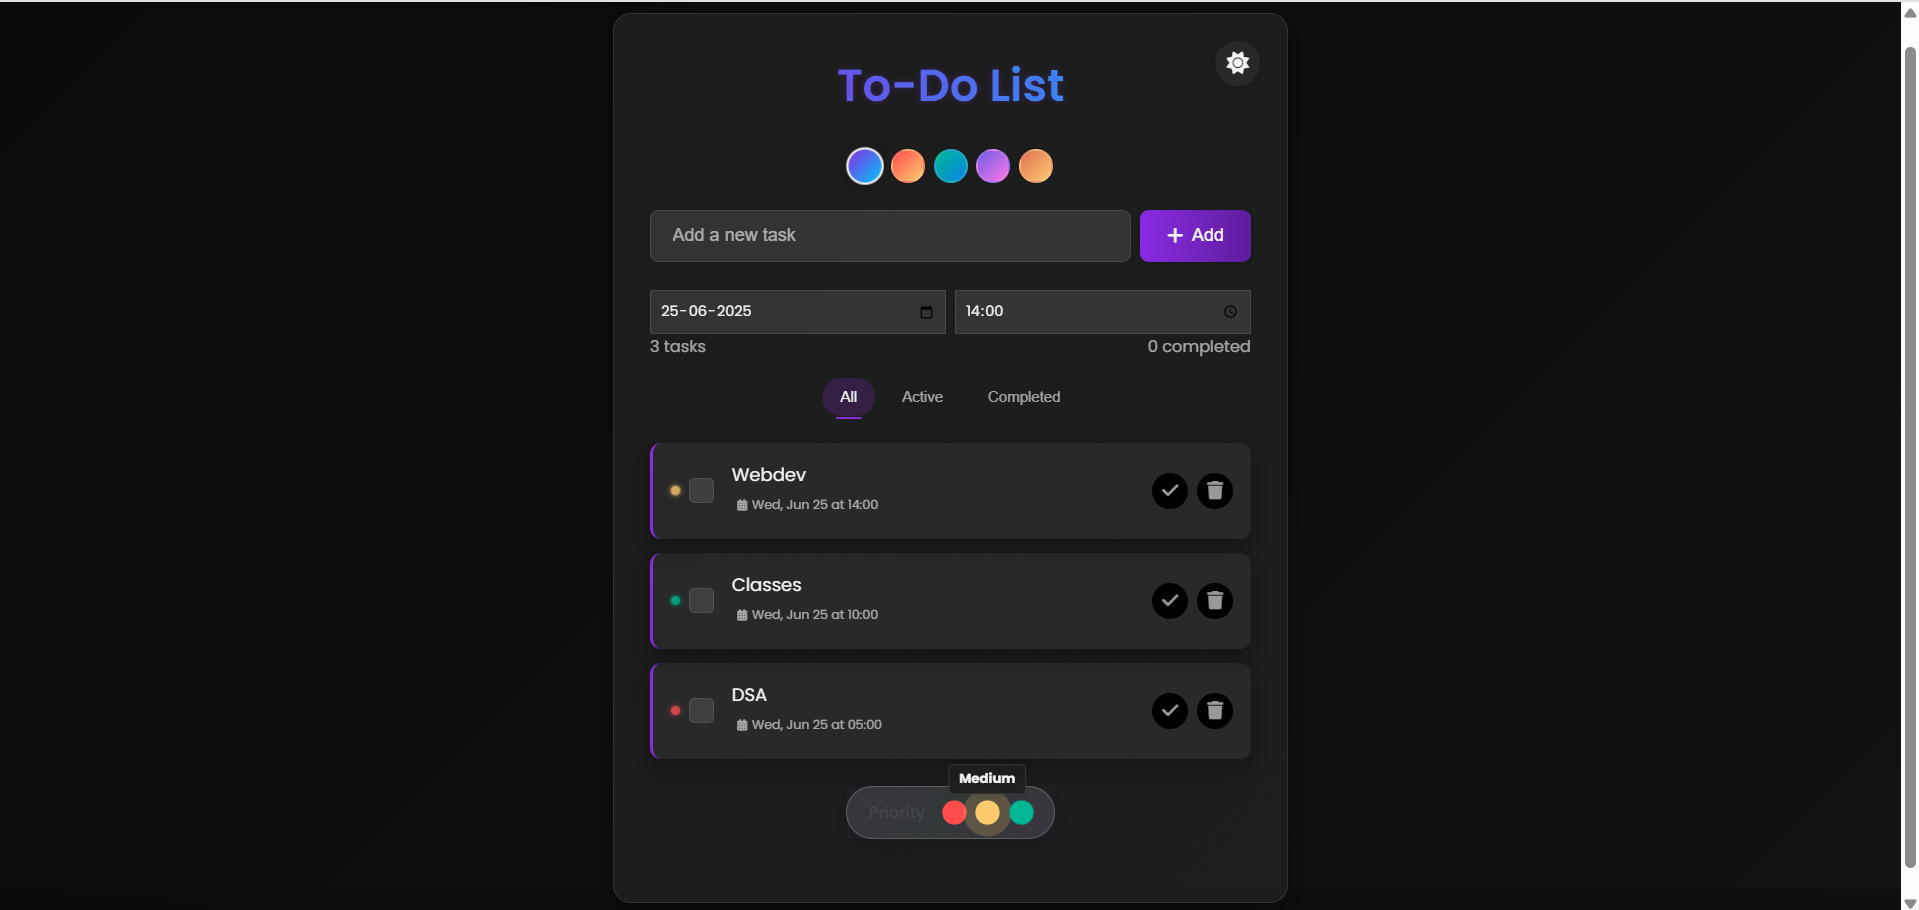 To-Do List
Add a new task
Add
25-06-2025
14:00
3 tasks
0 completed
All
Active
Completed
Webdev
Wed, Jun 25 at 14:00
Classes
Wed, Jun 25 at 10:00
DSA
Wed, Jun 25 at 05:00
Medium
Priority